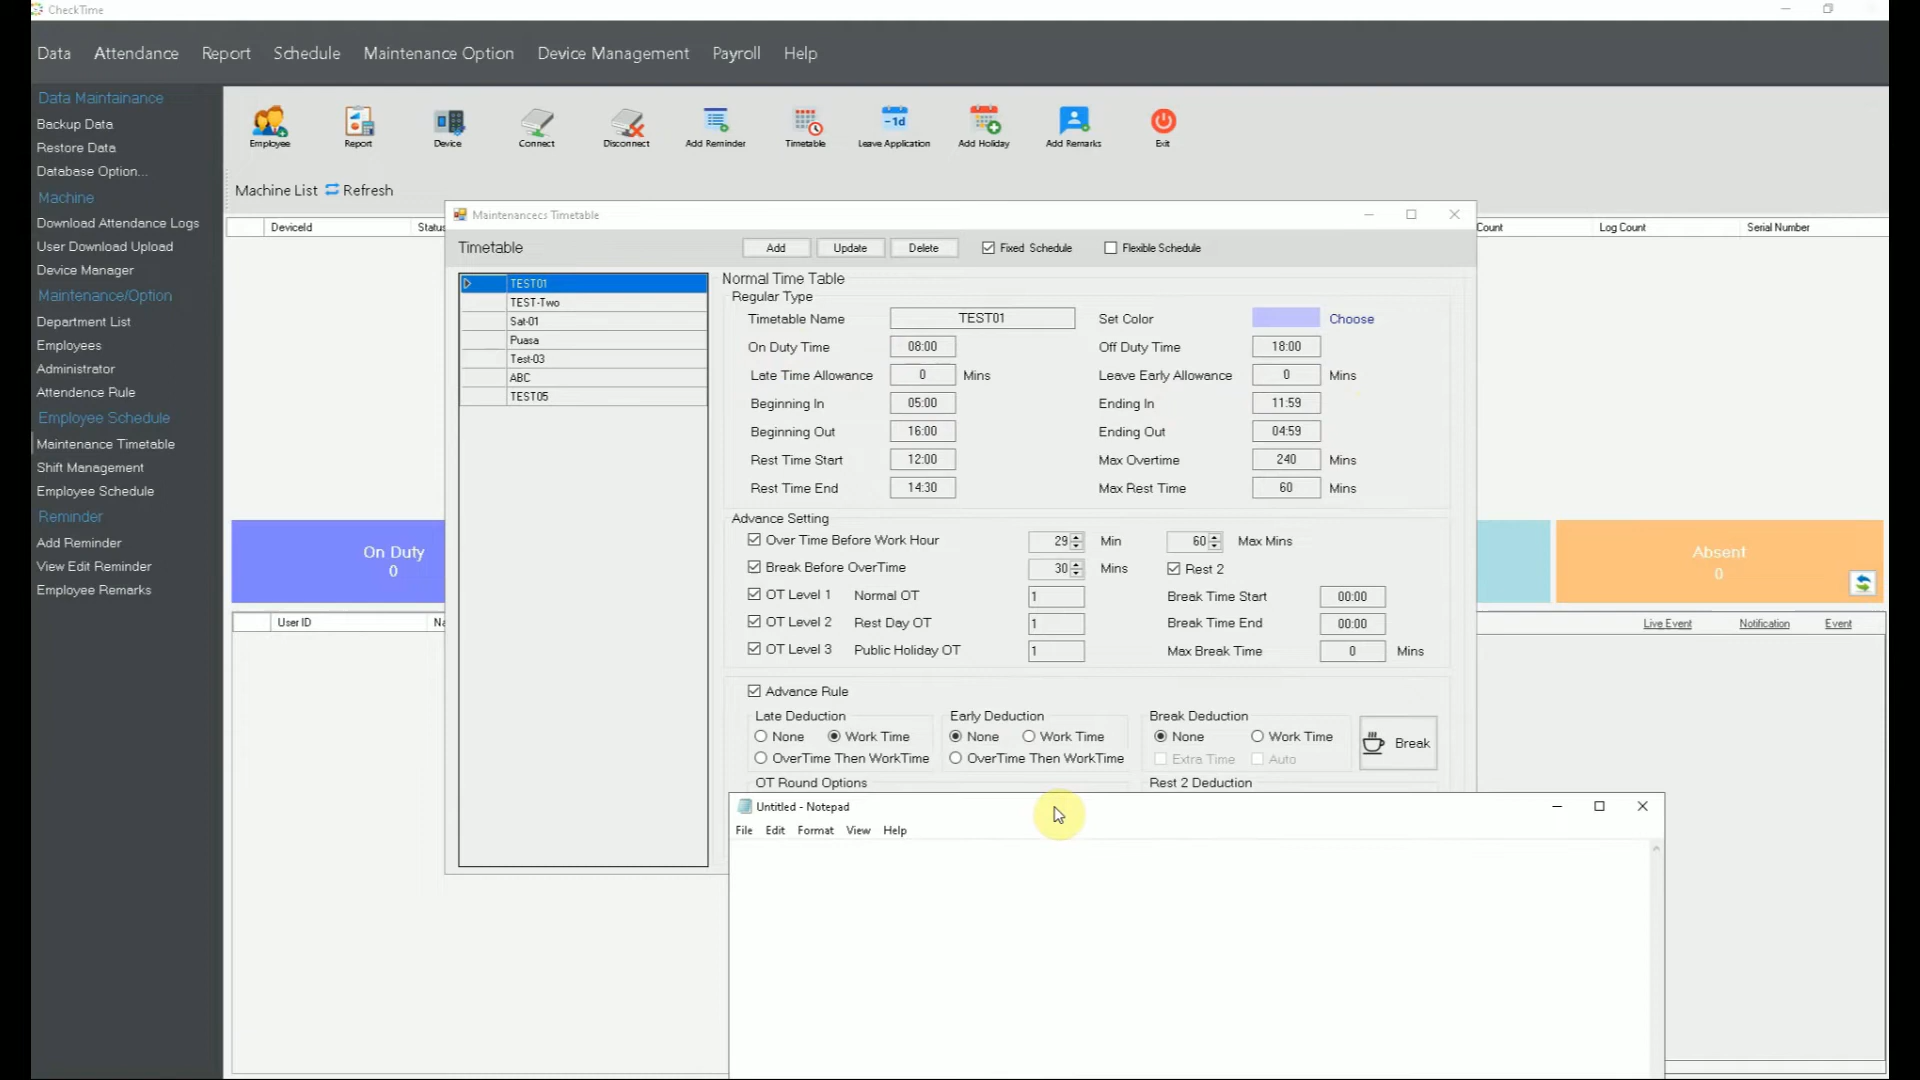 CheckTime
Data Attendance Report Schedule Maintenance Option Device Management Payroll Help
Data Maintainance
Backup Data
Restore Data
Database Option...
Machine
Download Attendance Logs
User Download Upload
Device Manager
Maintenance/Option
Department List
Employees
Administrator
Attendence Rule
Employee Schedule
Maintenance Timetable
Shift Management
Employee Schedule
Reminder
Add Reminder
View Edit Reminder
Employee Remarks
Employee Report Device Connect Disconnect Add Reminder Timetable -1d Leave Application Add Holiday Add Remarks Exit
Machine List Refresh
DeviceId Status Count Log Count Serial Number
Maintenancecs Timetable
Timetable Add Update Delete Fixed Schedule Flexible Schedule
TEST01
TEST-Two
Sat-01
Puasa
Test-03
ABC
TEST05
Normal Time Table
Regular Type
Timetable Name TEST01 Set Color Choose
On Duty Time 08:00 Off Duty Time 18:00
Late Time Allowance 0 Mins Leave Early Allowance 0 Mins
Beginning In 05:00 Ending In 11:59
Beginning Out 16:00 Ending Out 04:59
Rest Time Start 12:00 Max Overtime 240 Mins
Rest Time End 14:30 Max Rest Time 60 Mins
Advance Setting
Over Time Before Work Hour 29 Min 60 Max Mins
Break Before OverTime 30 Mins Rest 2
OT Level 1 Normal OT 1 Break Time Start 00:00
OT Level 2 Rest Day OT 1 Break Time End 00:00
OT Level 3 Public Holiday OT 1 Max Break Time 0 Mins
Advance Rule
Late Deduction Early Deduction Break Deduction
None Work Time None Work Time None Work Time Break
OverTime Then WorkTime OverTime Then WorkTime Extra Time Auto
OT Round Options Rest 2 Deduction
On Duty
0
Absent
0
User ID Na Live Event Notification Event
Untitled - Notepad
File Edit Format View Help